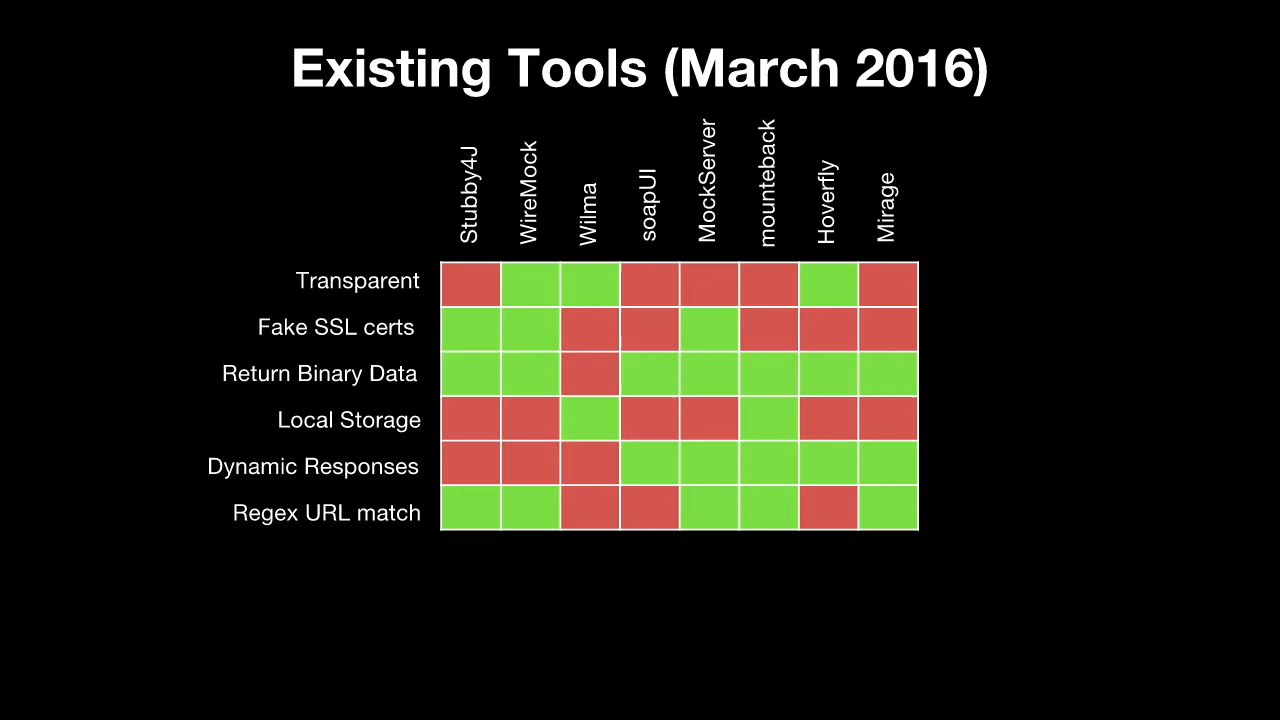 Existing Tools (March 2016)
Stubby4J
WireMock
Wilma
soapUI
MockServer
mounteback
Hoverfly
Mirage
Transparent
Fake SSL certs
Return Binary Data
Local Storage
Dynamic Responses
Regex URL match